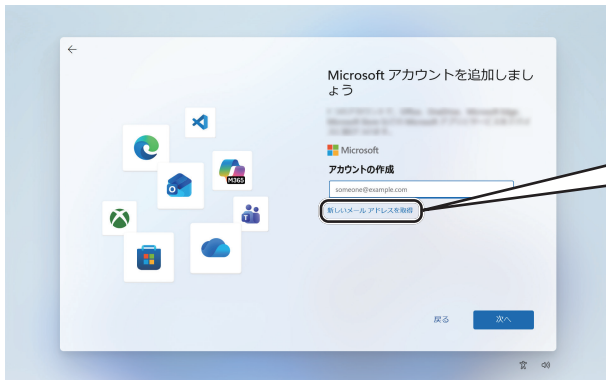 Microsoft アカウントを追加しまし
ょう
Microsoft
アカウントの作成
someone@example.com
新しいメール アドレスを取得
M365
戻る
次へ